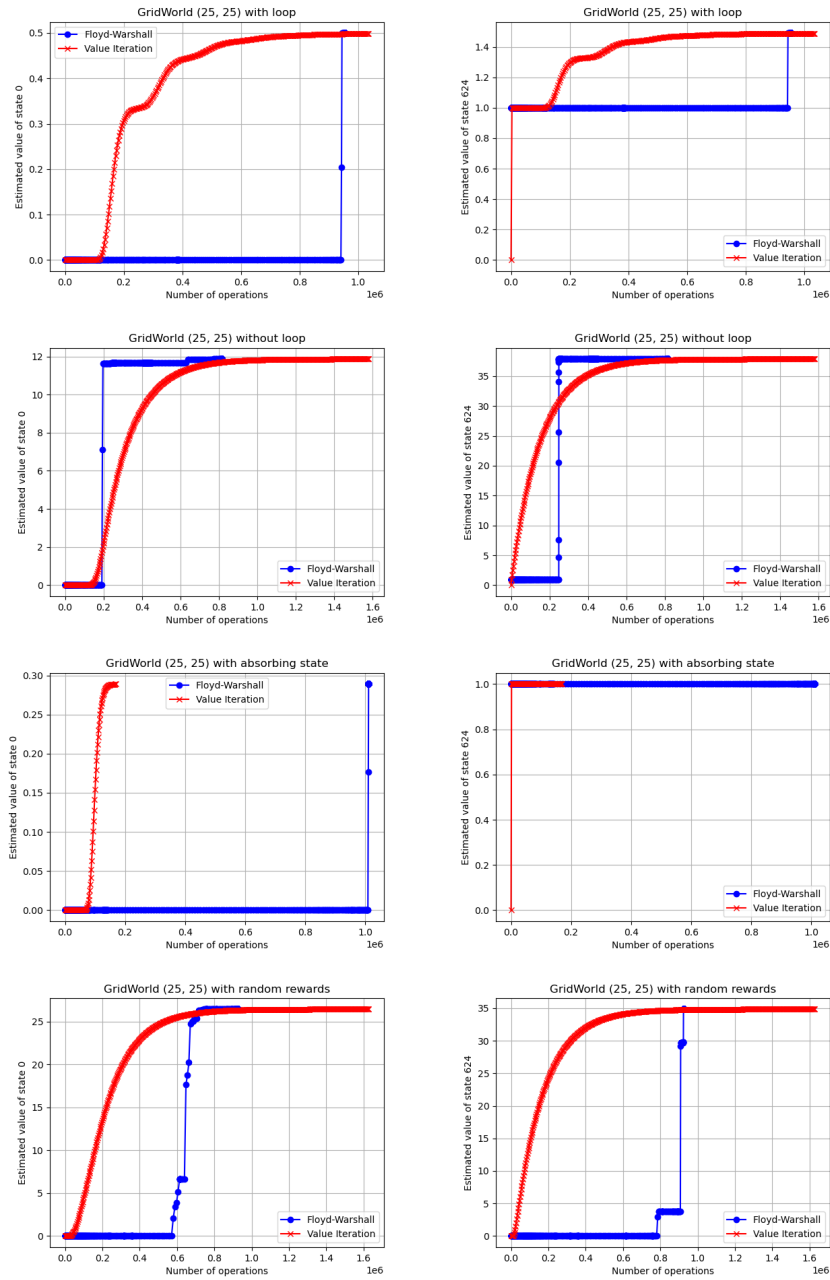 GridWorld (25, 25) with loop
Estimated value of state 0
0.5
0.4
0.3
0.2
0.1
0.0
Floyd-Warshall
Value Iteration
0.0 0.2 0.4 0.6 0.8 1.0
1e6
Number of operations
GridWorld (25, 25) with loop
Estimated value of state 624
1.4
1.2
1.0
0.8
0.6
0.4
0.2
0.0
Floyd-Warshall
Value Iteration
0.0 0.2 0.4 0.6 0.8 1.0
1e6
Number of operations
GridWorld (25, 25) without loop
Estimated value of state 0
12
10
8
6
4
2
0
Floyd-Warshall
Value Iteration
0.0 0.2 0.4 0.6 0.8 1.0 1.2 1.4 1.6
1e6
Number of operations
GridWorld (25, 25) without loop
Estimated value of state 624
35
30
25
20
15
10
5
0
Floyd-Warshall
Value Iteration
0.0 0.2 0.4 0.6 0.8 1.0 1.2 1.4 1.6
1e6
Number of operations
GridWorld (25, 25) with absorbing state
Estimated value of state 0
0.30
0.25
0.20
0.15
0.10
0.05
0.00
Floyd-Warshall
Value Iteration
0.0 0.2 0.4 0.6 0.8 1.0
1e6
Number of operations
GridWorld (25, 25) with absorbing state
Estimated value of state 624
1.0
0.8
0.6
0.4
0.2
0.0
Floyd-Warshall
Value Iteration
0.0 0.2 0.4 0.6 0.8 1.0
1e6
Number of operations
GridWorld (25, 25) with random rewards
Estimated value of state 0
25
20
15
10
5
0
Floyd-Warshall
Value Iteration
0.0 0.2 0.4 0.6 0.8 1.0 1.2 1.4 1.6
1e6
Number of operations
GridWorld (25, 25) with random rewards
Estimated value of state 624
35
30
25
20
15
10
5
0
Floyd-Warshall
Value Iteration
0.0 0.2 0.4 0.6 0.8 1.0 1.2 1.4 1.6
1e6
Number of operations